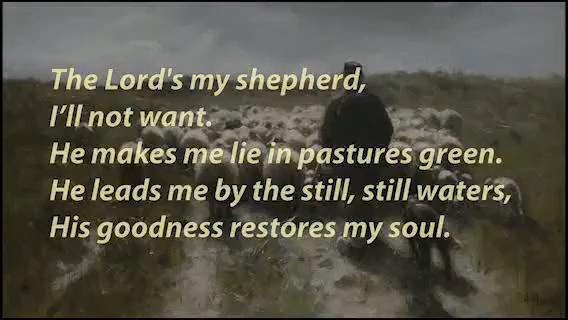 The Lord's my shepherd,
I’ll not want.
He makes me lie in pastures green.
He leads me by the still, still waters,
His goodness restores my soul.